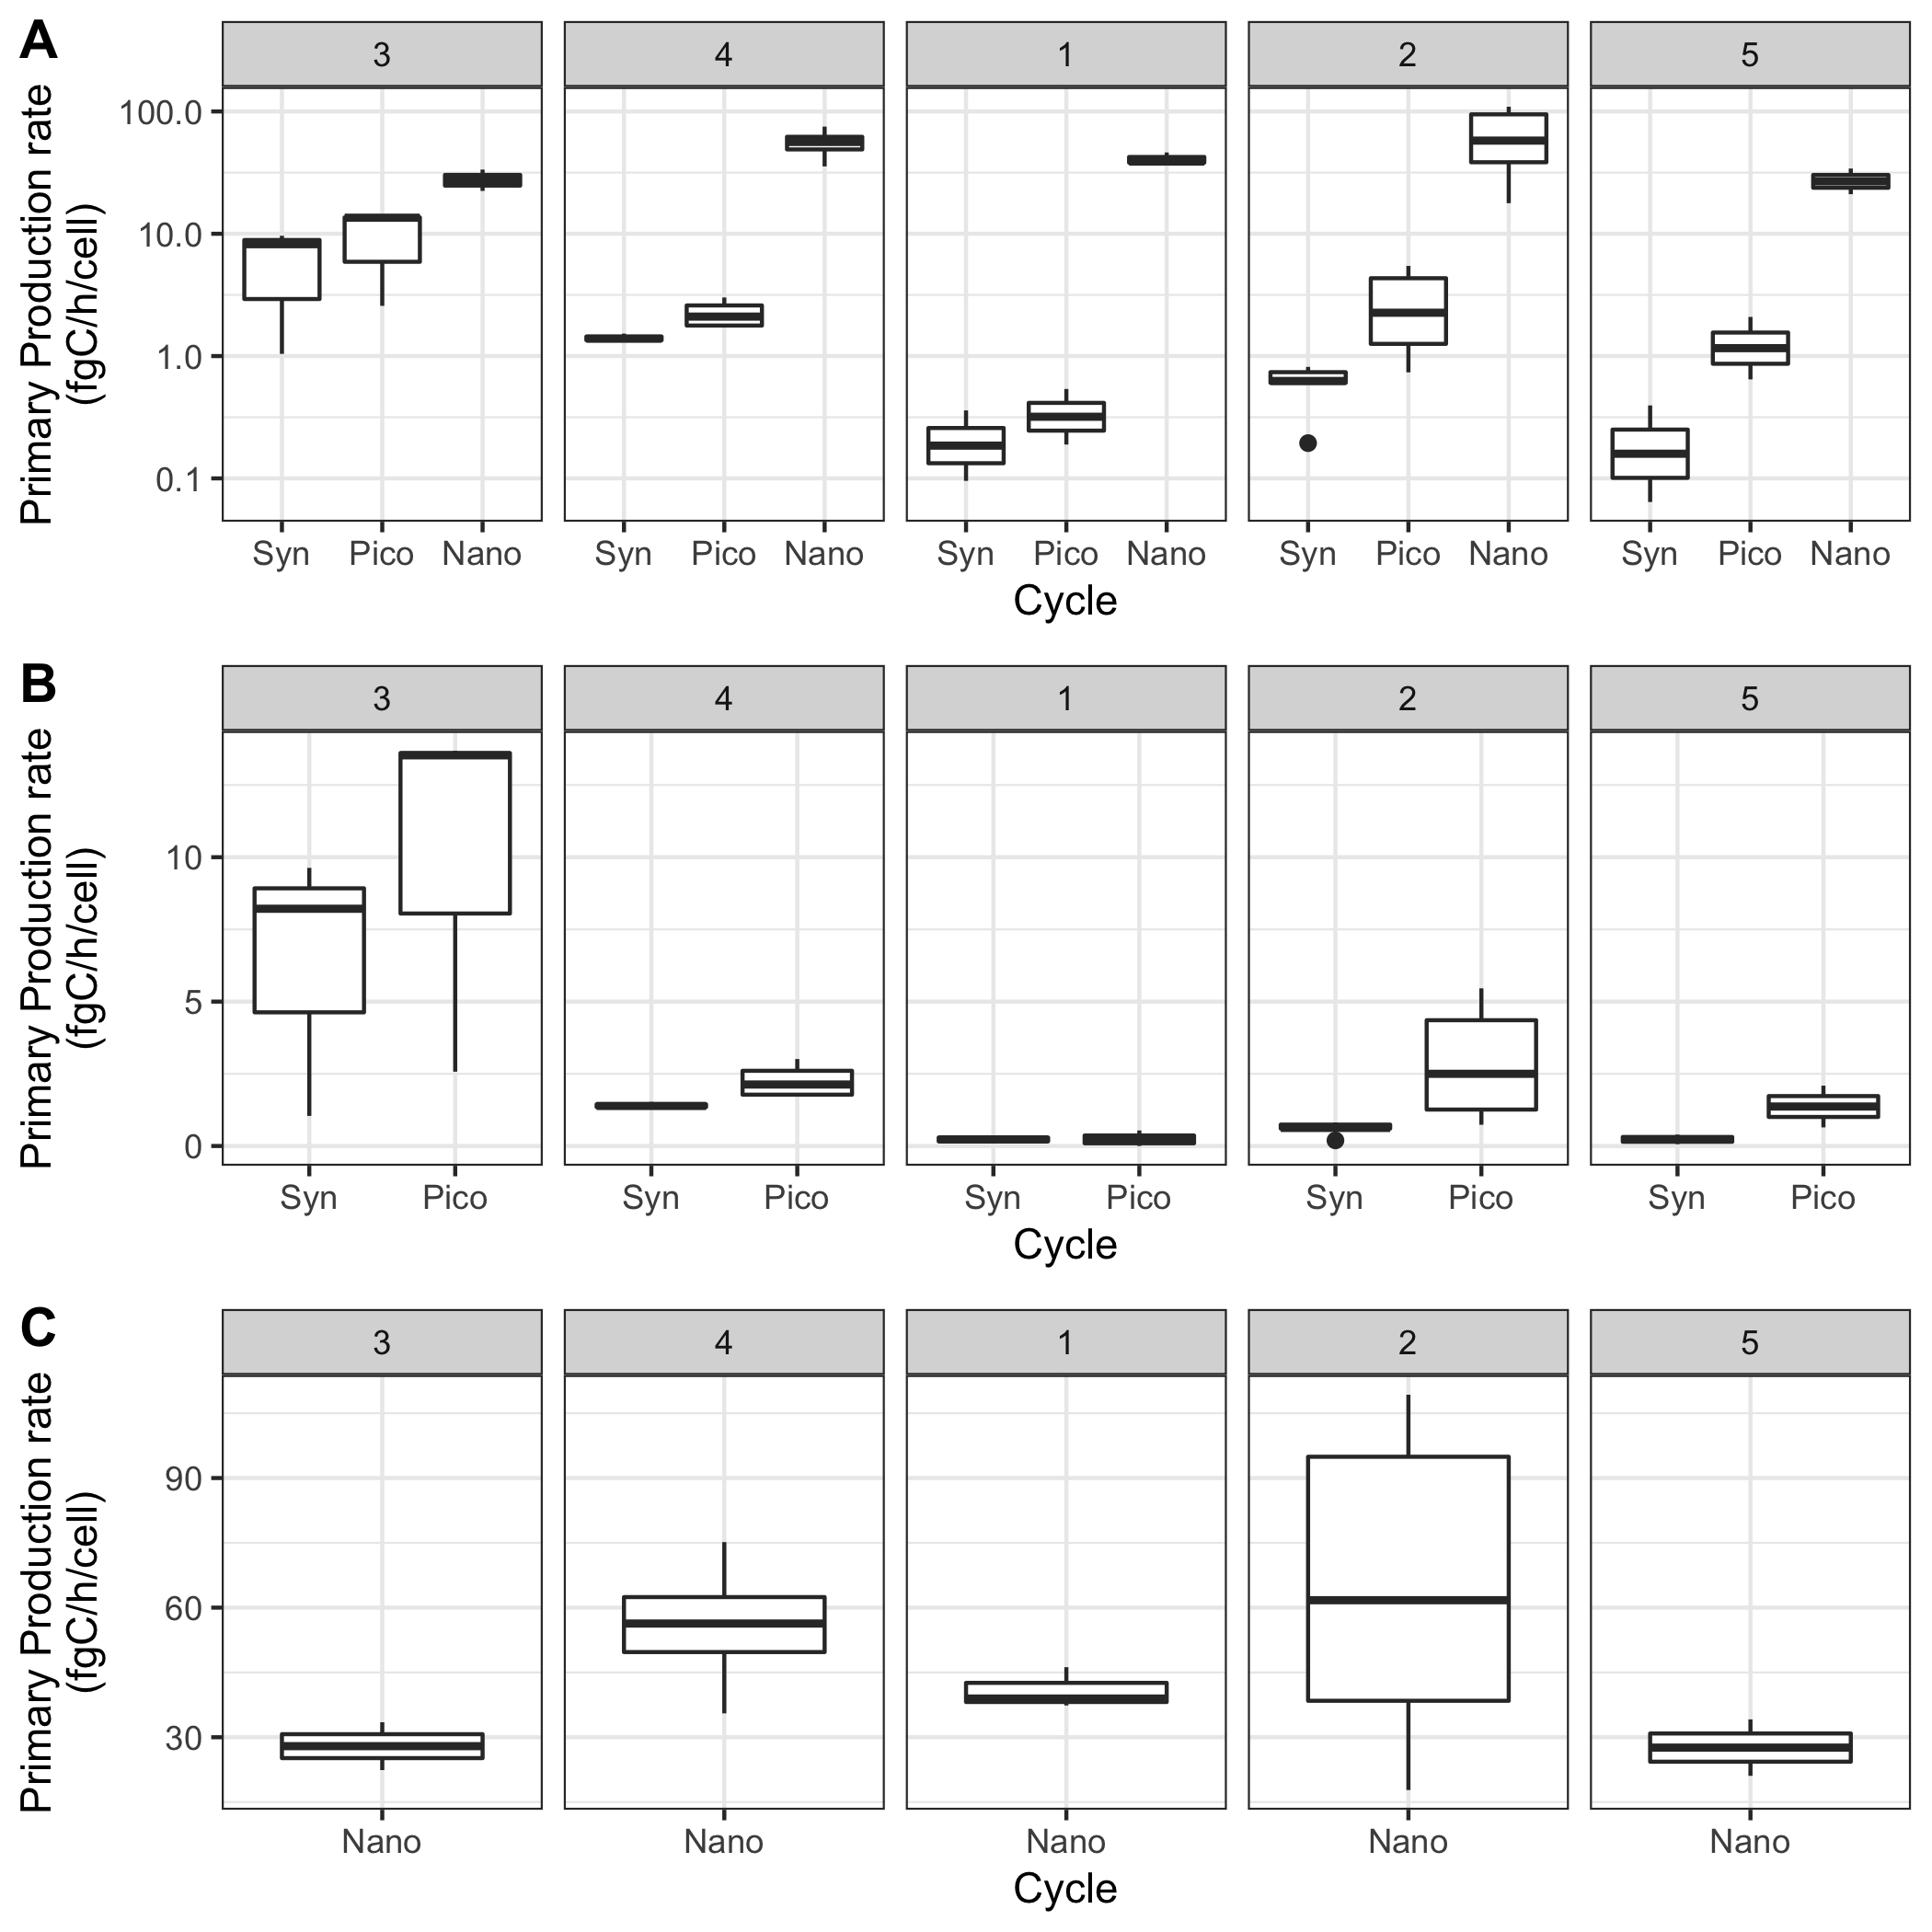 A
3 4 1 2 5
Primary Production rate
(fgC/h/cell)
100.0
10.0
1.0
0.1
Syn Pico Nano Syn Pico Nano Syn Pico Nano Syn Pico Nano Syn Pico Nano
Cycle
B
3 4 1 2 5
Primary Production rate
(fgC/h/cell)
10
5
0
Syn Pico Syn Pico Syn Pico Syn Pico Syn Pico
Cycle
C
3 4 1 2 5
Primary Production rate
(fgC/h/cell)
90
60
30
Nano Nano Nano Nano Nano
Cycle